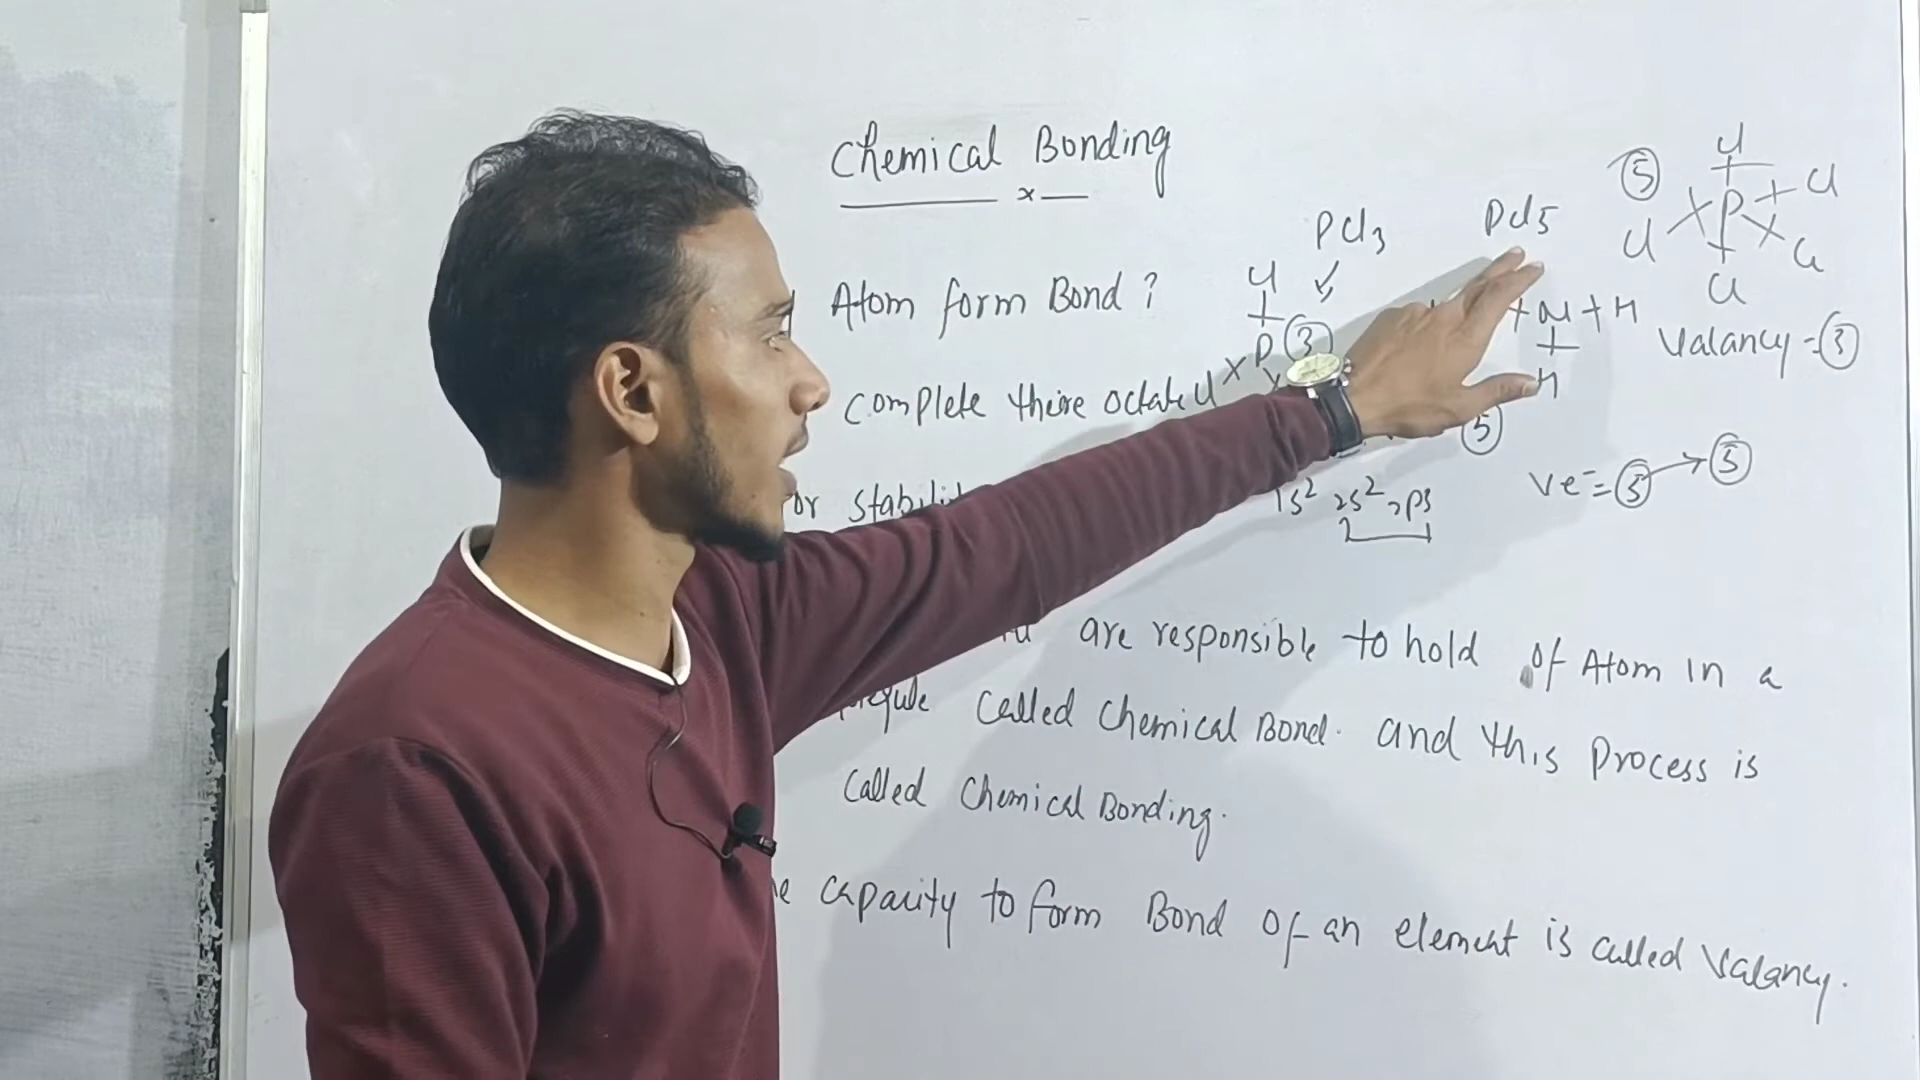 Chemical Bonding
x
Atom form Bond ?
complete there octate
or stabili
are responsible to hold of Atom in a
called Chemical Bond. and this process is
called Chemical Bonding.
capacity to form Bond of an element is called Valancy.
PCl3
Cl
P 3
Cl
PCl5
5
Cl
Cl
P
Cl
Cl
Cl
N + H
H
Valancy = 3
5
1s2 2s2 2p3
Ve- = 5 → 5